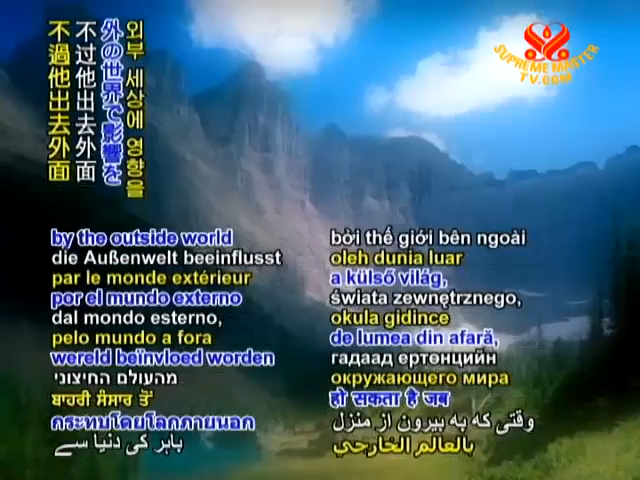 외부 세상에 영향을
外の世界で影響を
不过他出去外面
不過他出去外面
SUPREME MASTER
TV.COM
by the outside world
die Außenwelt beeinflusst
par le monde extérieur
por el mundo externo
dal mondo esterno,
pelo mundo a fora
wereld beïnvloed worden
מהעולם החיצוני
ਬਾਹਰੀ ਸੰਸਾਰ ਤੋਂ
กระทบโดยโลกภายนอก
باہر کی دنیا سے
bởi thế giới bên ngoài
oleh dunia luar
a külső világ,
świata zewnętrznego,
okula gidince
de lumea din afară,
гадаад ертөнцийн
окружающего мира
हो सकता है जब
وقتی که به بیرون از منزل
بالعالم الخارجي